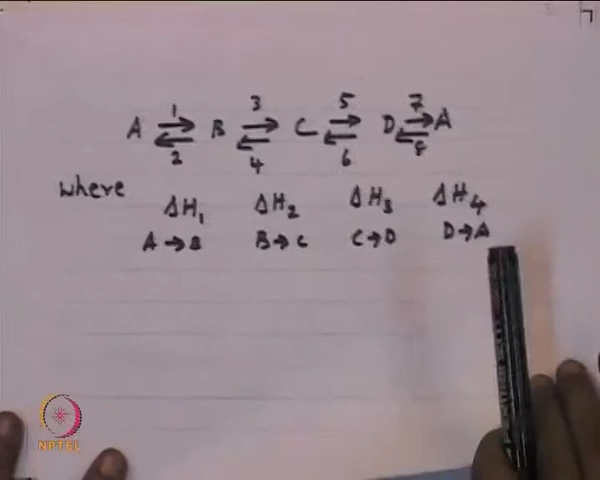 1 3 5 7
A ⇌ B ⇌ C ⇌ D ⇌ A
2 4 6 8
where
ΔH₁ ΔH₂ ΔH₃ ΔH₄
A → B B → C C → D D → A
NPTEL